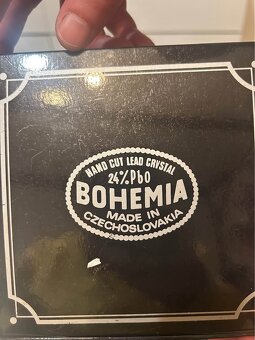 HAND CUT LEAD CRYSTAL
24%PbO
BOHEMIA
MADE IN
CZECHOSLOVAKIA